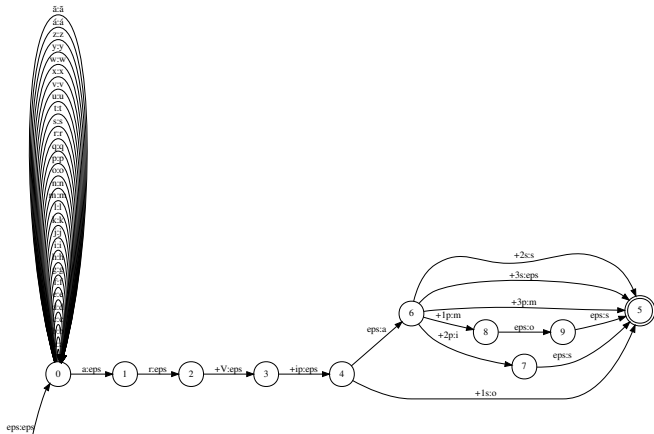 ã:ã
á:á
z:z
y:y
w:w
x:x
v:v
u:u
t:t
s:s
r:r
q:q
p:p
o:o
n:n
m:m
l:l
k:k
j:j
i:i
h:h
+2s:s
+3s:eps
+3p:m
6
5
+1p:m
eps:s
eps:a
8
eps:o
9
+2p:i
eps:s
7
0
a:eps
1
r:eps
2
+V:eps
3
+ip:eps
4
+1s:o
eps:eps